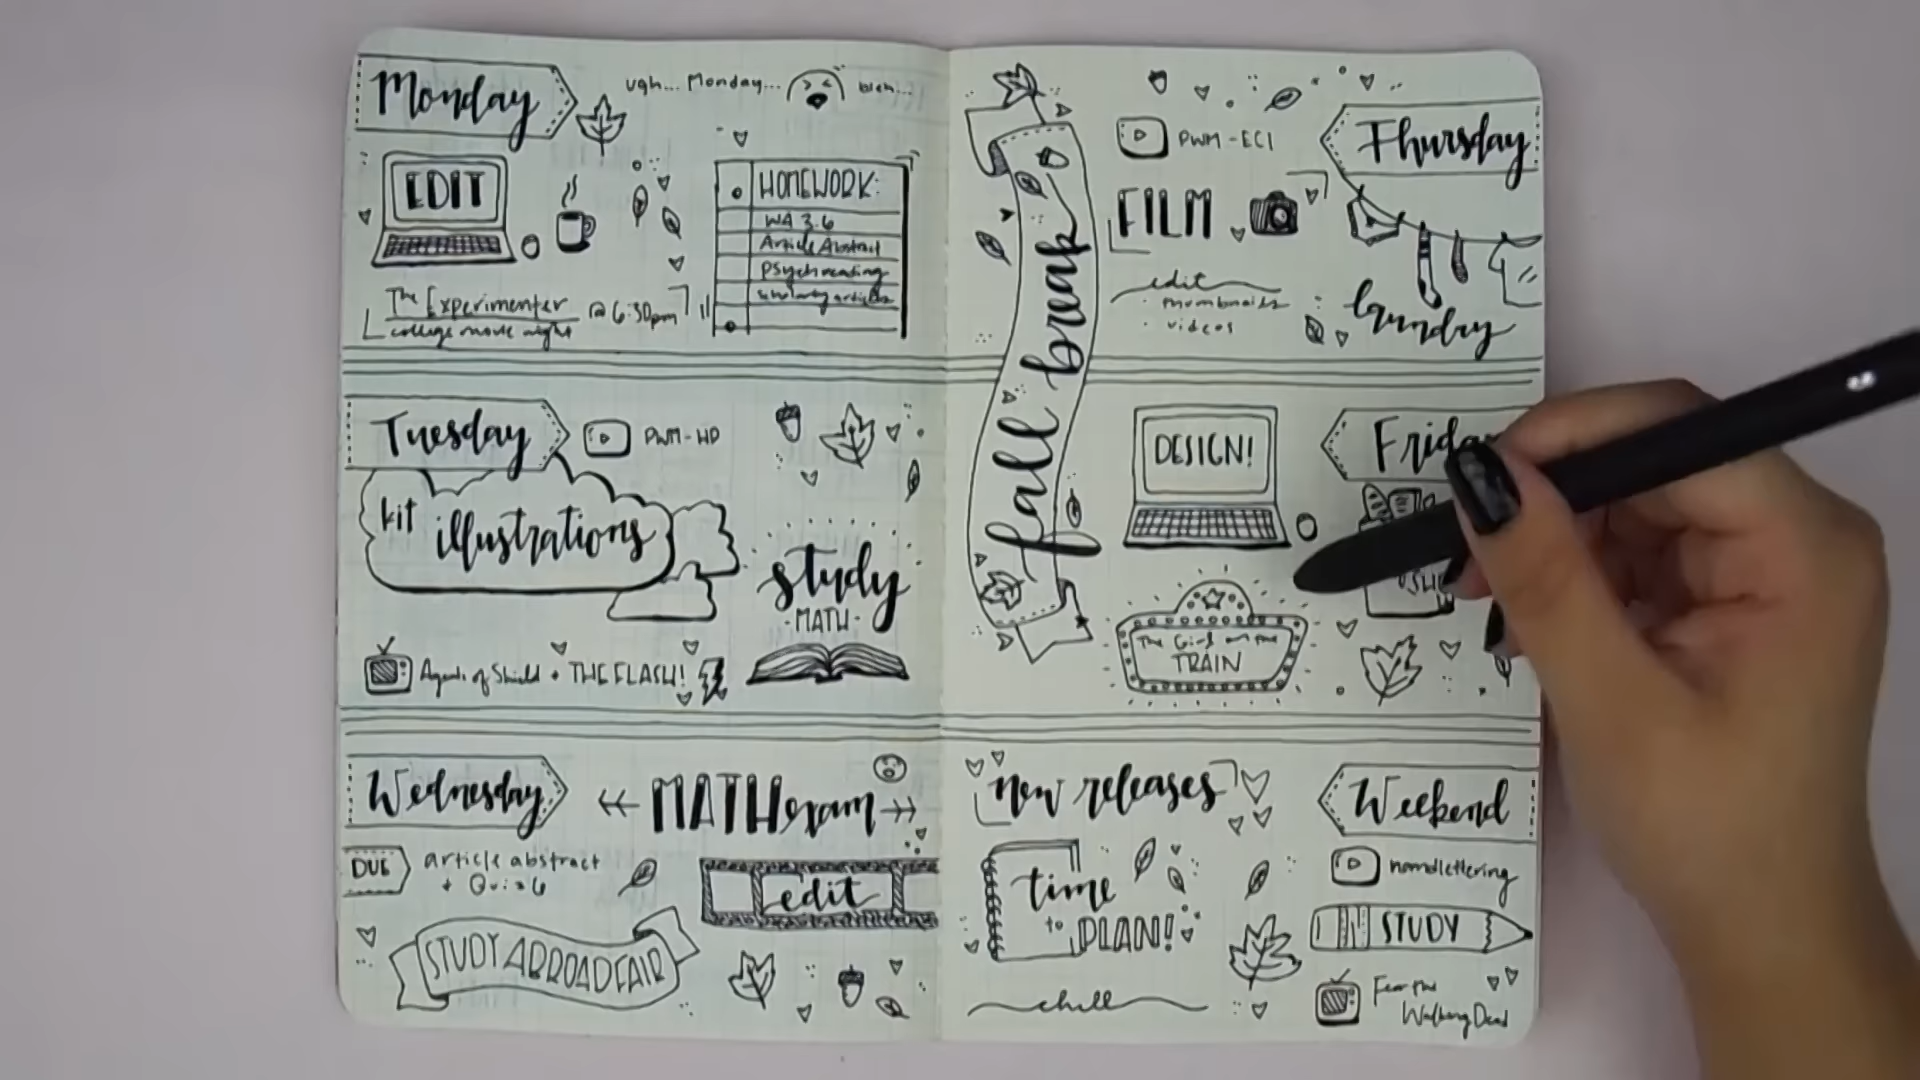 Monday
ugh... Monday... bleh...
EDIT
HOMEWORK:
WA 3.6
Article Abstract
psych reading
scholarly articles
The Experimenter @ 6:30pm
college movie night
Tuesday
PWM-HD
kit illustrations
study
-MATH-
Agents of Shield + THE FLASH!
Wednesday
MATH exam
DUE
article abstract
+ Quiz 6
edit
STUDY ABROAD FAIR
fall break
PWM-ECI
Thursday
FILM
edit
· thumbnails
· videos
laundry
DESIGN!
The Girl on the
TRAIN
new releases
Weekend
time
to PLAN!
handlettering
STUDY
chill
Fear the
Walking Dead